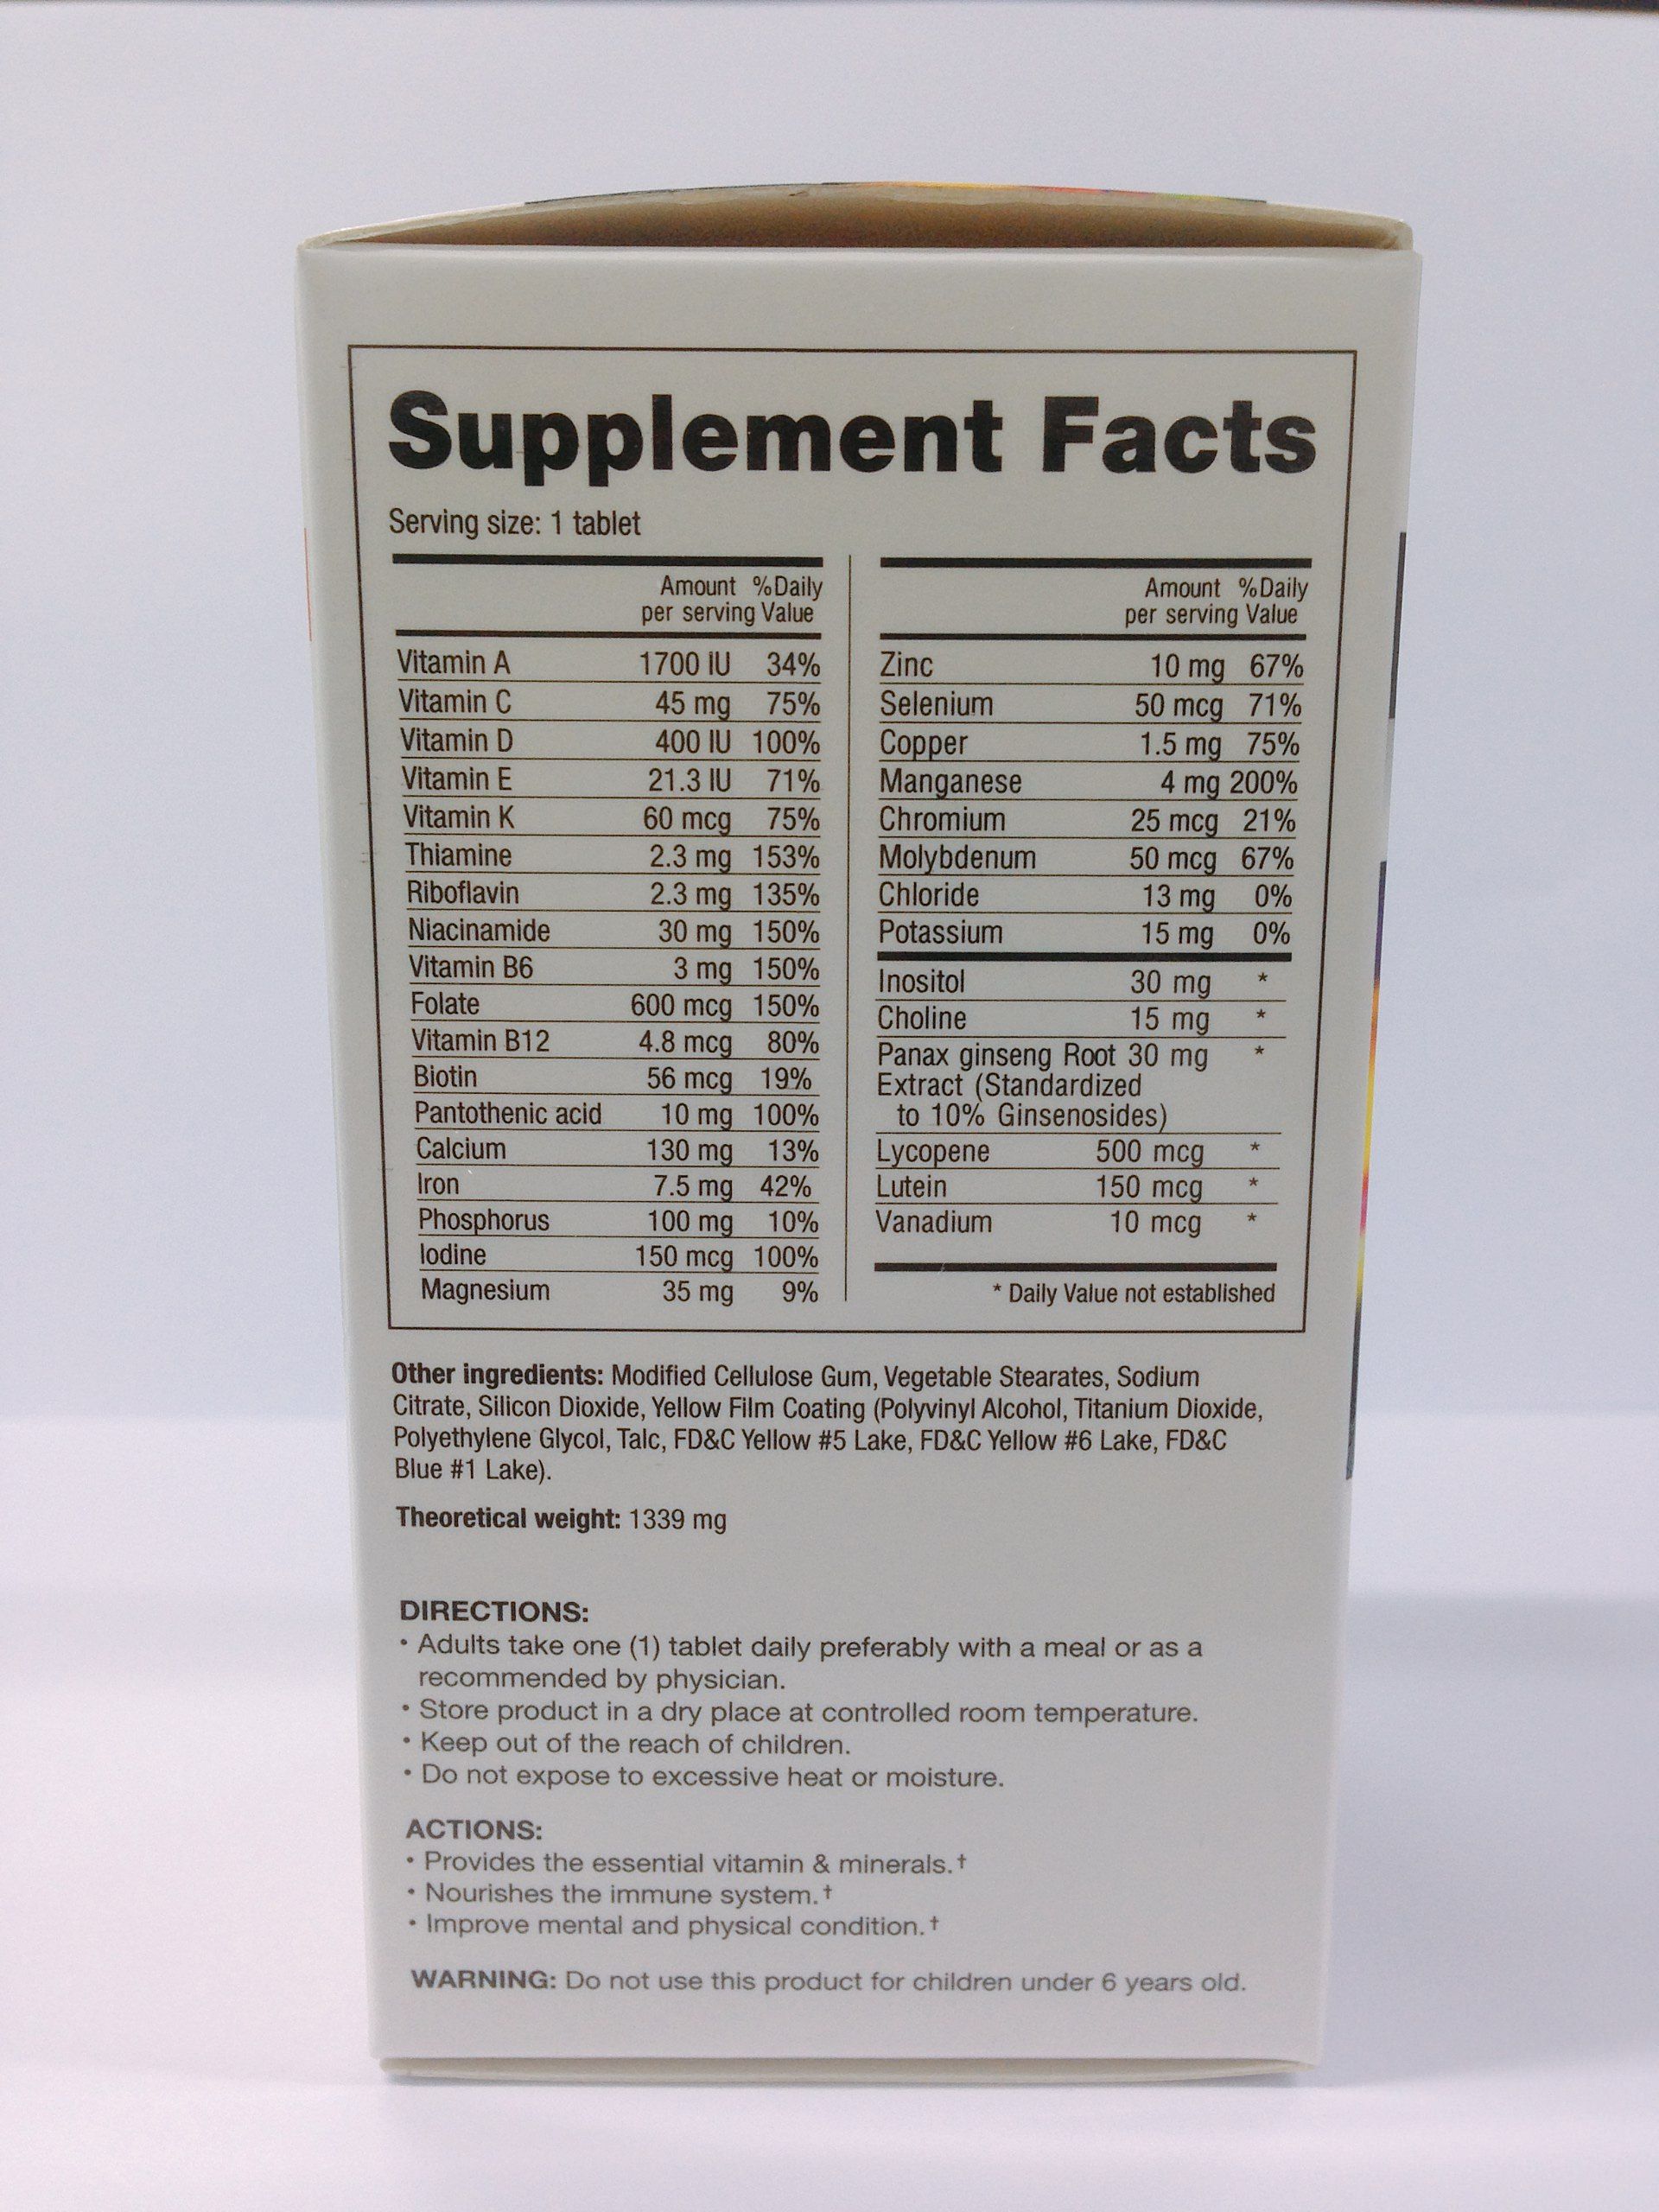 Supplement Facts
Serving size: 1 tablet
Amount %Daily
per serving Value
Vitamin A 1700 IU 34%
Vitamin C 45 mg 75%
Vitamin D 400 IU 100%
Vitamin E 21.3 IU 71%
Vitamin K 60 mcg 75%
Thiamine 2.3 mg 153%
Riboflavin 2.3 mg 135%
Niacinamide 30 mg 150%
Vitamin B6 3 mg 150%
Folate 600 mcg 150%
Vitamin B12 4.8 mcg 80%
Biotin 56 mcg 19%
Pantothenic acid 10 mg 100%
Calcium 130 mg 13%
Iron 7.5 mg 42%
Phosphorus 100 mg 10%
Iodine 150 mcg 100%
Magnesium 35 mg 9%
Amount %Daily
per serving Value
Zinc 10 mg 67%
Selenium 50 mcg 71%
Copper 1.5 mg 75%
Manganese 4 mg 200%
Chromium 25 mcg 21%
Molybdenum 50 mcg 67%
Chloride 13 mg 0%
Potassium 15 mg 0%
Inositol 30 mg *
Choline 15 mg *
Panax ginseng Root 30 mg *
Extract (Standardized
to 10% Ginsenosides)
Lycopene 500 mcg *
Lutein 150 mcg *
Vanadium 10 mcg *
* Daily Value not established
Other ingredients: Modified Cellulose Gum, Vegetable Stearates, Sodium
Citrate, Silicon Dioxide, Yellow Film Coating (Polyvinyl Alcohol, Titanium Dioxide,
Polyethylene Glycol, Talc, FD&C Yellow #5 Lake, FD&C Yellow #6 Lake, FD&C
Blue #1 Lake).
Theoretical weight: 1339 mg
DIRECTIONS:
• Adults take one (1) tablet daily preferably with a meal or as a
recommended by physician.
• Store product in a dry place at controlled room temperature.
• Keep out of the reach of children.
• Do not expose to excessive heat or moisture.
ACTIONS:
• Provides the essential vitamin & minerals.†
• Nourishes the immune system.†
• Improve mental and physical condition.†
WARNING: Do not use this product for children under 6 years old.